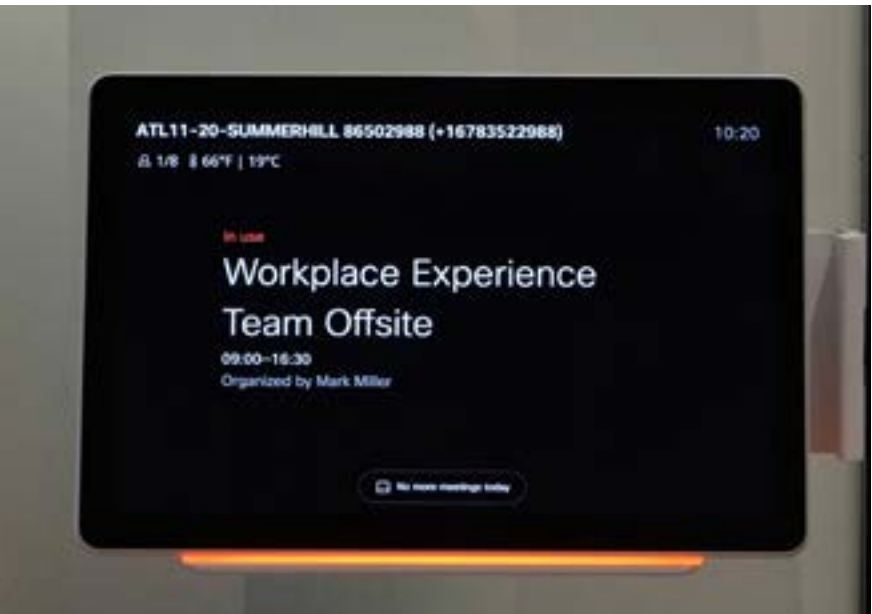 ATL11-20-SUMMERHILL 86502988 (+16783522988)
10:20
1/8 66°F | 19°C
In use
Workplace Experience
Team Offsite
09:00–16:30
Organized by Mark Miller
No more meetings today